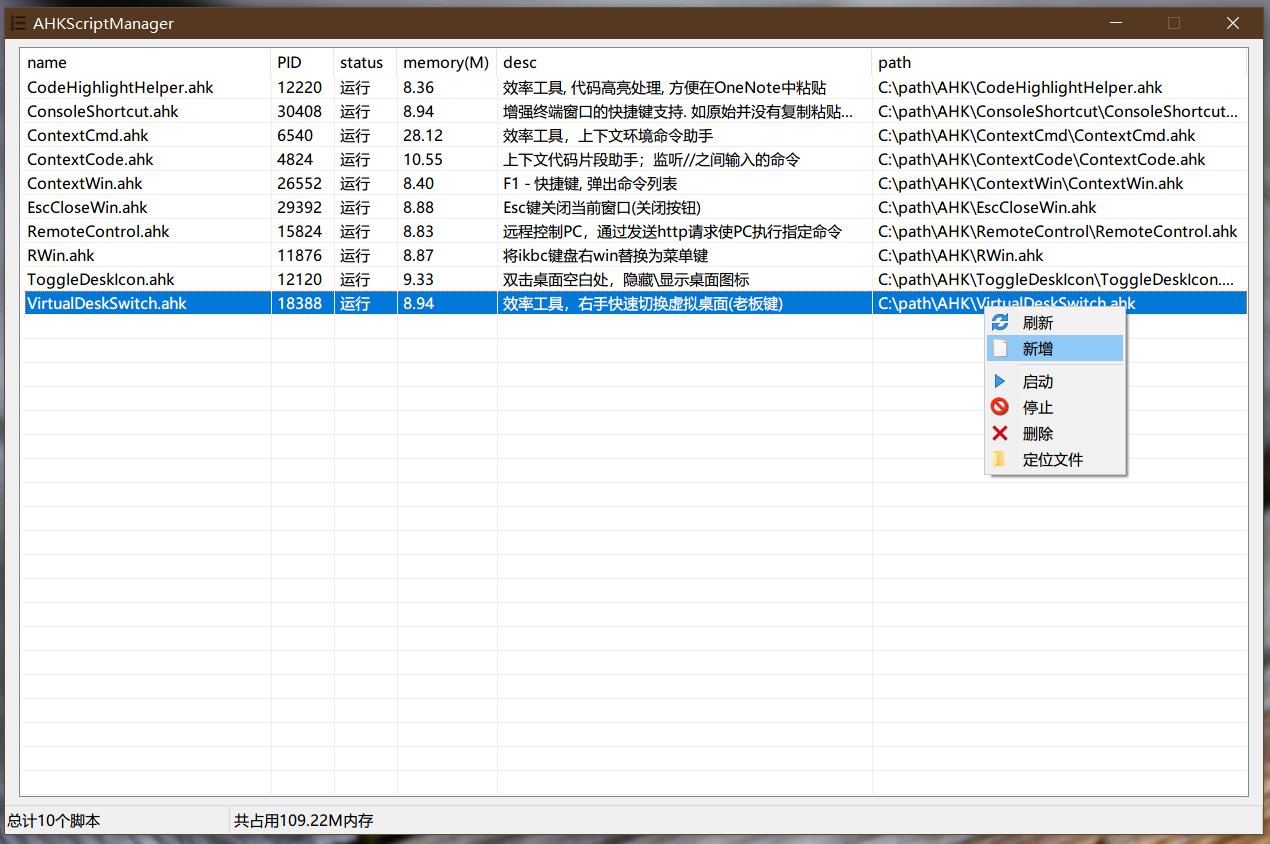 AHKScriptManager
name PID status memory(M) desc path
CodeHighlightHelper.ahk 12220 运行 8.36 效率工具, 代码高亮处理, 方便在OneNote中粘贴 C:\path\AHK\CodeHighlightHelper.ahk
ConsoleShortcut.ahk 30408 运行 8.94 增强终端窗口的快捷键支持. 如原始并没有复制粘贴... C:\path\AHK\ConsoleShortcut\ConsoleShortcut...
ContextCmd.ahk 6540 运行 28.12 效率工具，上下文环境命令助手 C:\path\AHK\ContextCmd\ContextCmd.ahk
ContextCode.ahk 4824 运行 10.55 上下文代码片段助手；监听//之间输入的命令 C:\path\AHK\ContextCode\ContextCode.ahk
ContextWin.ahk 26552 运行 8.40 F1 - 快捷键, 弹出命令列表 C:\path\AHK\ContextWin\ContextWin.ahk
EscCloseWin.ahk 29392 运行 8.88 Esc键关闭当前窗口(关闭按钮) C:\path\AHK\EscCloseWin.ahk
RemoteControl.ahk 15824 运行 8.83 远程控制PC，通过发送http请求使PC执行指定命令 C:\path\AHK\RemoteControl\RemoteControl.ahk
RWin.ahk 11876 运行 8.87 将ikbc键盘右win替换为菜单键 C:\path\AHK\RWin.ahk
ToggleDeskIcon.ahk 12120 运行 9.33 双击桌面空白处，隐藏\显示桌面图标 C:\path\AHK\ToggleDeskIcon\ToggleDeskIcon....
VirtualDeskSwitch.ahk 18388 运行 8.94 效率工具，右手快速切换虚拟桌面(老板键) C:\path\AHK\VirtualDeskSwitch.ahk
刷新
新增
启动
停止
删除
定位文件
总计10个脚本 共占用109.22M内存